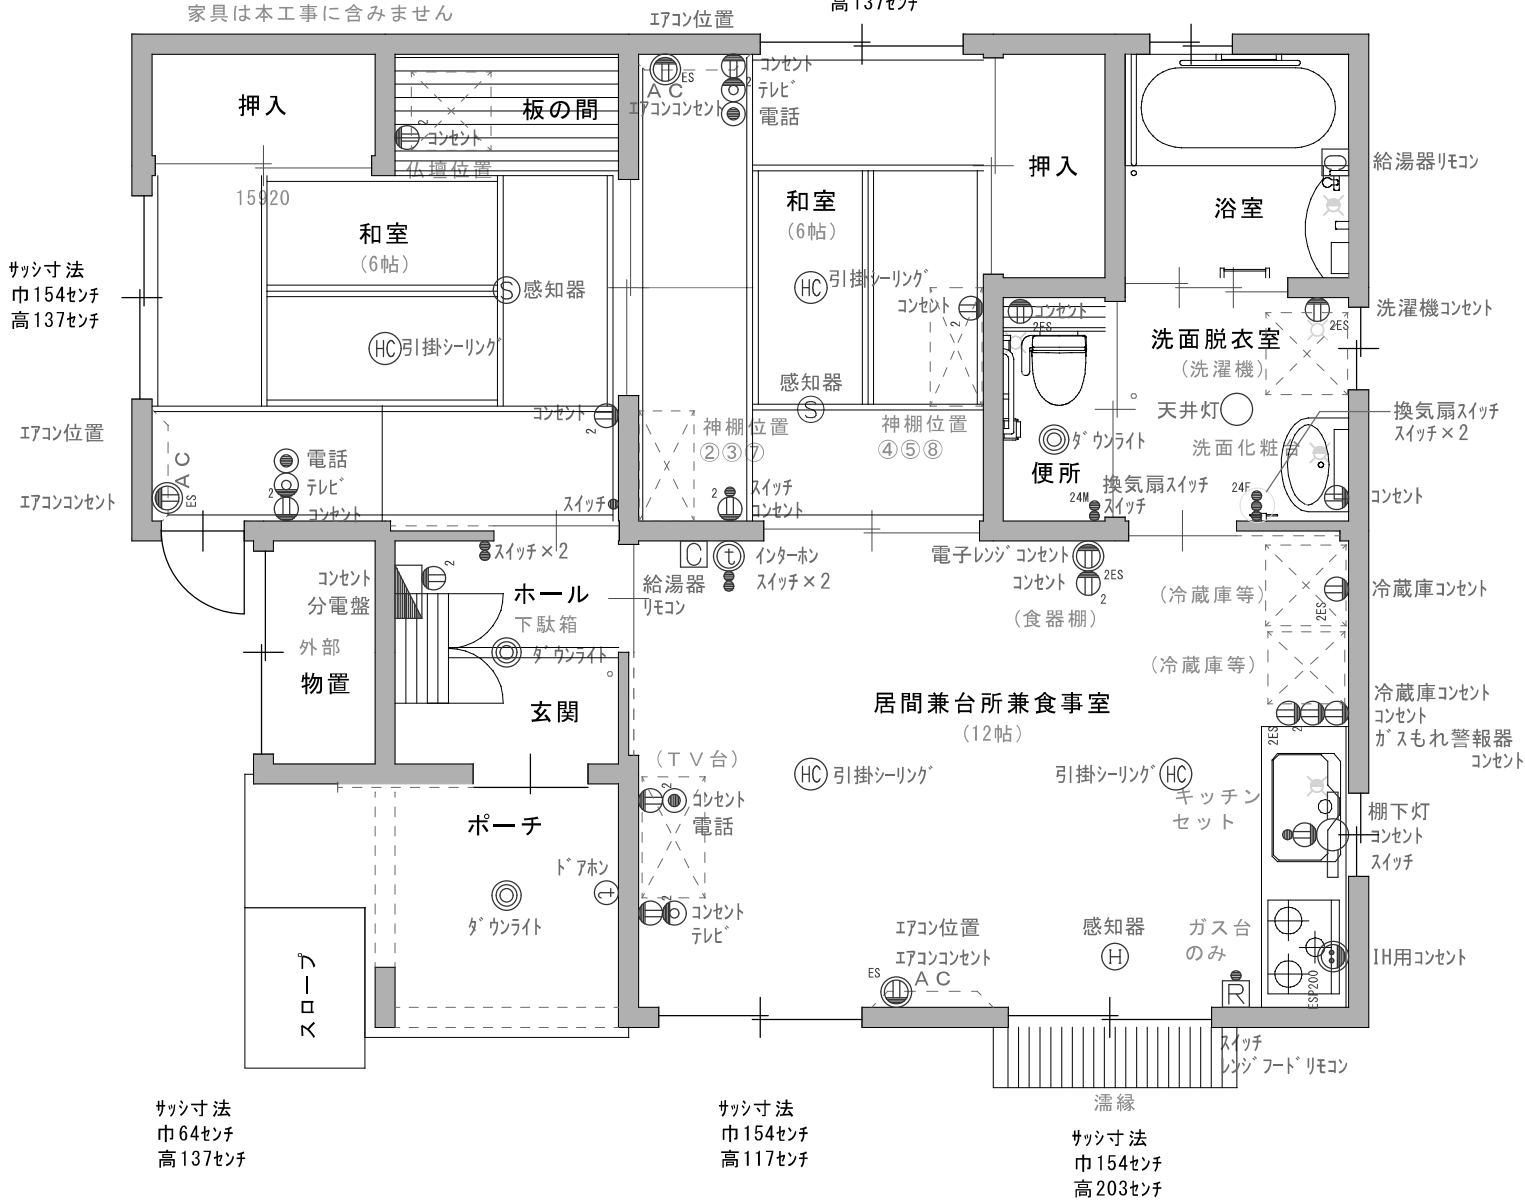 家具は本工事に含みません
高137ｾﾝﾁ
ｴｱｺﾝ位置
押入
板の間
ｺﾝｾﾝﾄ
2
仏壇位置
ES
AC
ｴｱｺﾝｺﾝｾﾝﾄ
ｺﾝｾﾝﾄ
2
ﾃﾚﾋﾞ
電話
押入
給湯器ﾘﾓｺﾝ
浴室
15920
和室
(6帖)
和室
(6帖)
ｻｯｼ寸法
巾154ｾﾝﾁ
高137ｾﾝﾁ
S
感知器
HC
引掛ｼｰﾘﾝｸﾞ
HC
引掛ｼｰﾘﾝｸﾞ
ｺﾝｾﾝﾄ
2
ｺﾝｾﾝﾄ
2ES
洗面脱衣室
(洗濯機)
2ES
洗濯機ｺﾝｾﾝﾄ
感知器
S
天井灯
換気扇ｽｲｯﾁ
ｽｲｯﾁ×2
ｺﾝｾﾝﾄ
2
神棚位置
②③⑦
神棚位置
④⑤⑧
ﾀﾞｳﾝﾗｲﾄ
洗面化粧台
便所
ｴｱｺﾝ位置
AC
ES
ｴｱｺﾝｺﾝｾﾝﾄ
電話
ﾃﾚﾋﾞ
2
ｺﾝｾﾝﾄ
ｽｲｯﾁ
2
ｽｲｯﾁ
ｺﾝｾﾝﾄ
換気扇ｽｲｯﾁ
24M
ｽｲｯﾁ
24F
ｺﾝｾﾝﾄ
ｽｲｯﾁ×2
C
t
ｲﾝﾀｰﾎﾝ
ｽｲｯﾁ×2
給湯器
ﾘﾓｺﾝ
電子ﾚﾝｼﾞｺﾝｾﾝﾄ
2ES
ｺﾝｾﾝﾄ
2
(食器棚)
(冷蔵庫等)
2ES
冷蔵庫ｺﾝｾﾝﾄ
(冷蔵庫等)
ｺﾝｾﾝﾄ
分電盤
2
ホール
下駄箱
ﾀﾞｳﾝﾗｲﾄ
外部
物置
玄関
居間兼台所兼食事室
(12帖)
冷蔵庫ｺﾝｾﾝﾄ
ｺﾝｾﾝﾄ
ｶﾞｽもれ警報器
ｺﾝｾﾝﾄ
2ES
2
(ＴＶ台)
2
ｺﾝｾﾝﾄ
電話
HC
引掛ｼｰﾘﾝｸﾞ
引掛ｼｰﾘﾝｸﾞ
HC
キッチン
セット
棚下灯
ｺﾝｾﾝﾄ
ｽｲｯﾁ
ポーチ
ﾄﾞｱﾎﾝ
t
ﾀﾞｳﾝﾗｲﾄ
2
ｺﾝｾﾝﾄ
ﾃﾚﾋﾞ
ｴｱｺﾝ位置
ｴｱｺﾝｺﾝｾﾝﾄ
ES
AC
感知器
H
ガス台
のみ
IH用ｺﾝｾﾝﾄ
ESP200
R
スロープ
ｽｲｯﾁ
ﾚﾝｼﾞﾌｰﾄﾞﾘﾓｺﾝ
濡縁
ｻｯｼ寸法
巾64ｾﾝﾁ
高137ｾﾝﾁ
ｻｯｼ寸法
巾154ｾﾝﾁ
高117ｾﾝﾁ
ｻｯｼ寸法
巾154ｾﾝﾁ
高203ｾﾝﾁ